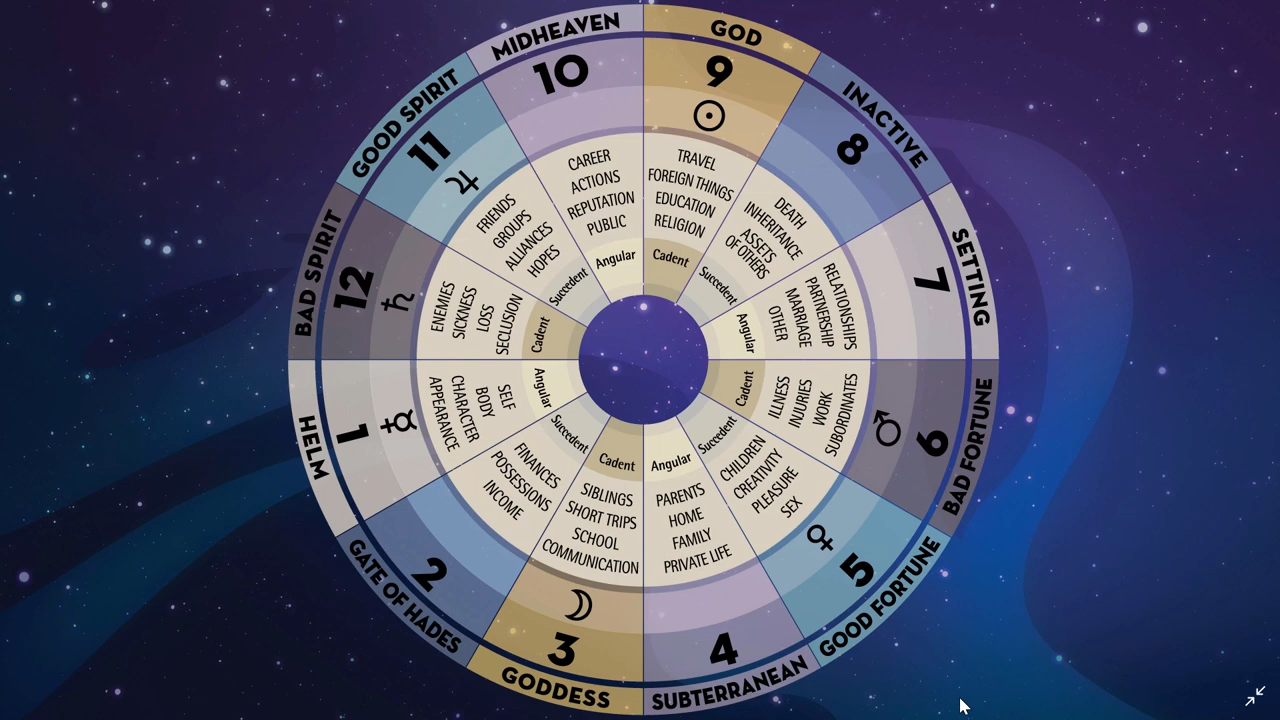 MIDHEAVEN
10
CAREER
ACTIONS
REPUTATION
PUBLIC
Angular
GOD
9
TRAVEL
FOREIGN THINGS
EDUCATION
RELIGION
Cadent
INACTIVE
8
DEATH
INHERITANCE
ASSETS
OF OTHERS
Succedent
SETTING
7
RELATIONSHIPS
PARTNERSHIP
MARRIAGE
OTHER
Angular
BAD FORTUNE
6
ILLNESS
INJURIES
WORK
SUBORDINATES
Cadent
GOOD FORTUNE
5
CHILDREN
CREATIVITY
PLEASURE
SEX
Succedent
SUBTERRANEAN
4
PARENTS
HOME
FAMILY
PRIVATE LIFE
Angular
GODDESS
3
SIBLINGS
SHORT TRIPS
SCHOOL
COMMUNICATION
Cadent
GATE OF HADES
2
FINANCES
POSSESSIONS
INCOME
Succedent
HELM
1
SELF
BODY
CHARACTER
APPEARANCE
Angular
BAD SPIRIT
12
ENEMIES
SICKNESS
LOSS
SECLUSION
Cadent
GOOD SPIRIT
11
FRIENDS
GROUPS
ALLIANCES
HOPES
Succedent